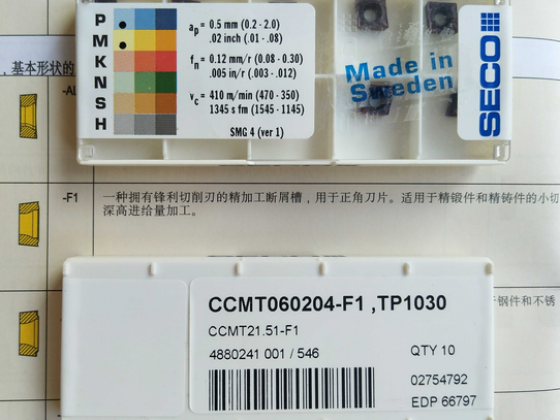 P
M
K
N
S
H
ap = 0.5 mm (0.2 - 2.0)
.02 inch (.01 - .08)
fn = 0.12 mm/r (0.08 - 0.30)
.005 in/r (.003 - .012)
vc = 410 m/min (470 - 350)
1345 s fm (1545 - 1145)
SMG 4 (ver 1)
Made in
Sweden
SECO
，基本形状的
-F1
一种拥有锋利切削刃的精加工断屑槽，用于正角刀片。适用于精锻件和精铸件的小切
深高进给量加工。
于钢件和不锈
CCMT060204-F1 ,TP1030
CCMT21.51-F1
4880241 001 / 546
QTY 10
02754792
EDP 66797